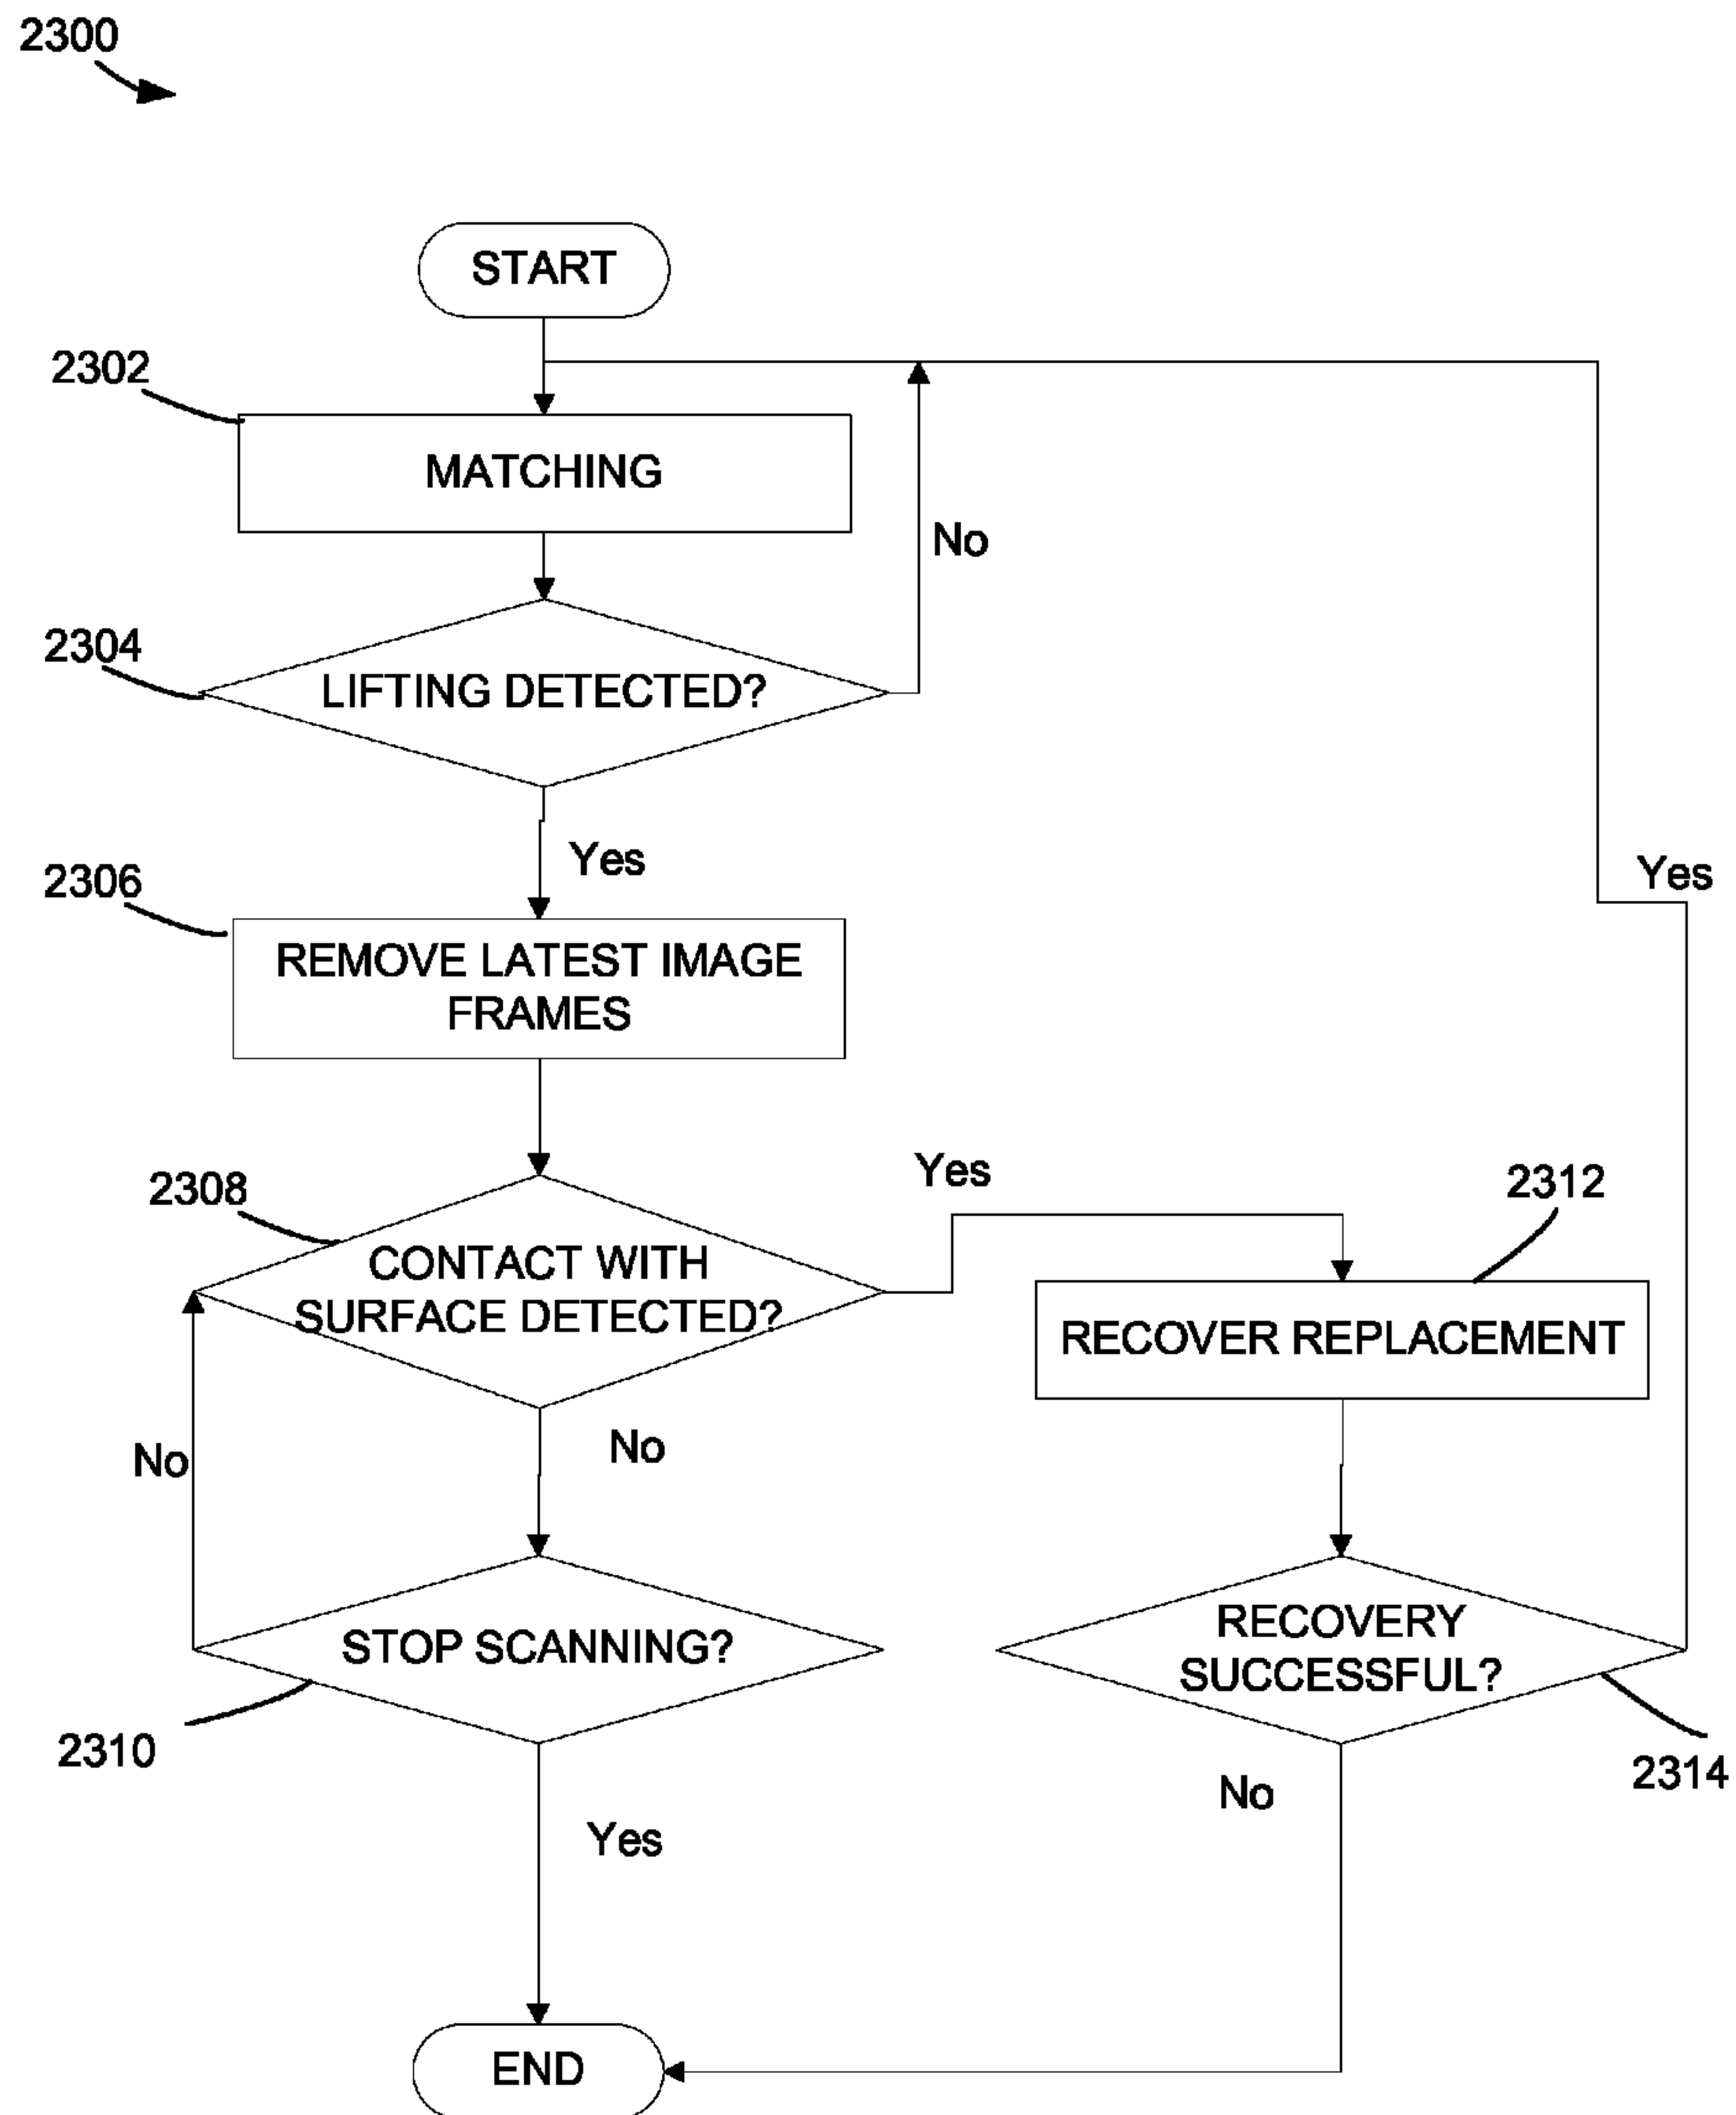 2300
START
2302
MATCHING
No
2304
LIFTING DETECTED?
Yes
Yes
2306
REMOVE LATEST IMAGE
FRAMES
2308
Yes
2312
CONTACT WITH
SURFACE DETECTED?
RECOVER REPLACEMENT
No
No
STOP SCANNING?
RECOVERY
SUCCESSFUL?
2310
2314
No
Yes
END